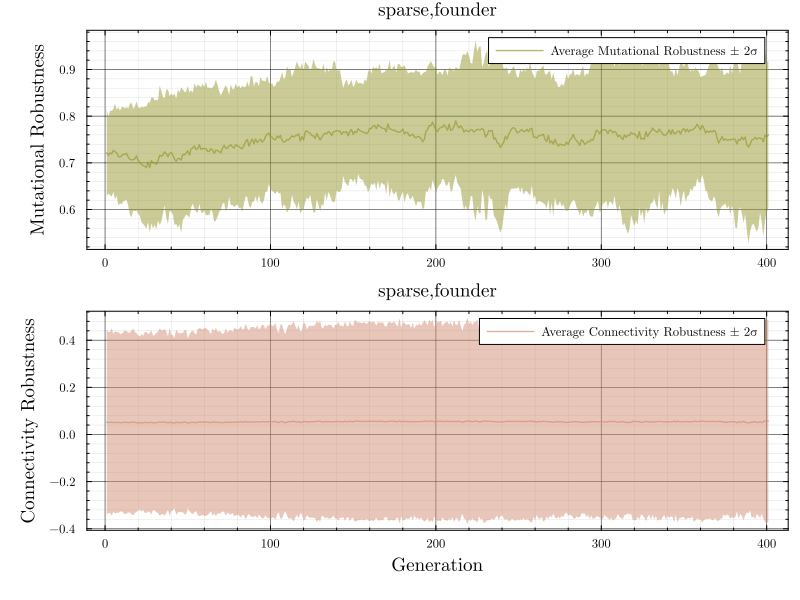 sparse,founder
Average Mutational Robustness ± 2σ
Mutational Robustness
0.9
0.8
0.7
0.6
0 100 200 300 400
sparse,founder
Average Connectivity Robustness ± 2σ
Connectivity Robustness
0.4
0.2
0.0
−0.2
−0.4
0 100 200 300 400
Generation